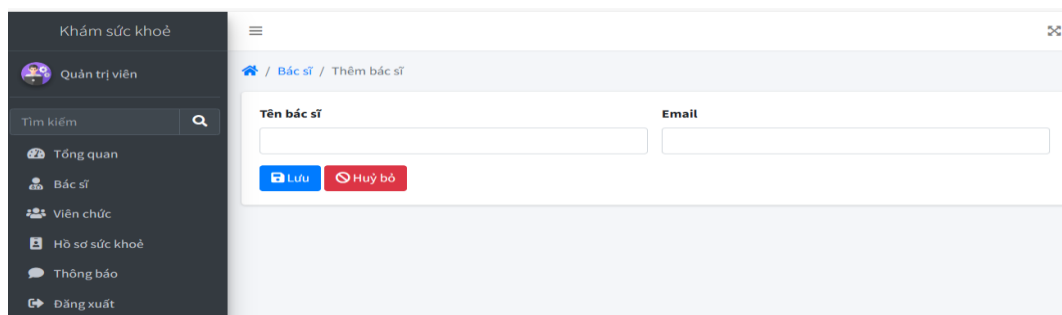 Khám sức khoẻ
Quản trị viên
Tìm kiếm
Tổng quan
Bác sĩ
Viên chức
Hồ sơ sức khoẻ
Thông báo
Đăng xuất
/ Bác sĩ / Thêm bác sĩ
Tên bác sĩ
Email
Lưu
Huỷ bỏ